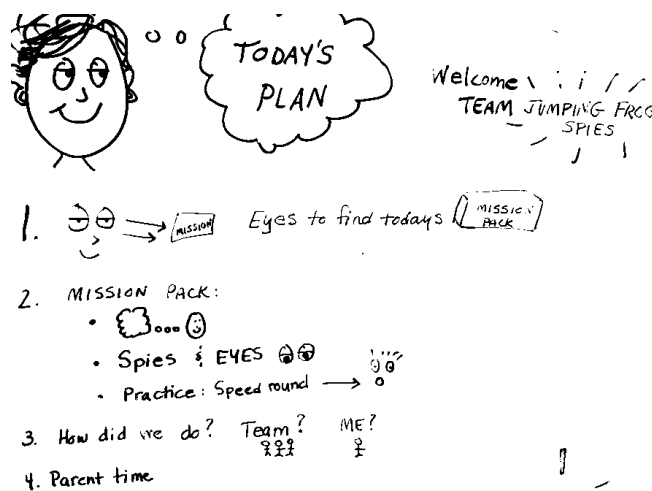 TODAY'S
PLAN
Welcome
TEAM JUMPING FROG
SPIES
1. MISSION Eyes to find todays MISSION
PACK
2. MISSION PACK:
• Spies & EYES
• Practice: Speed round
3. How did we do? Team? ME?
4. Parent time